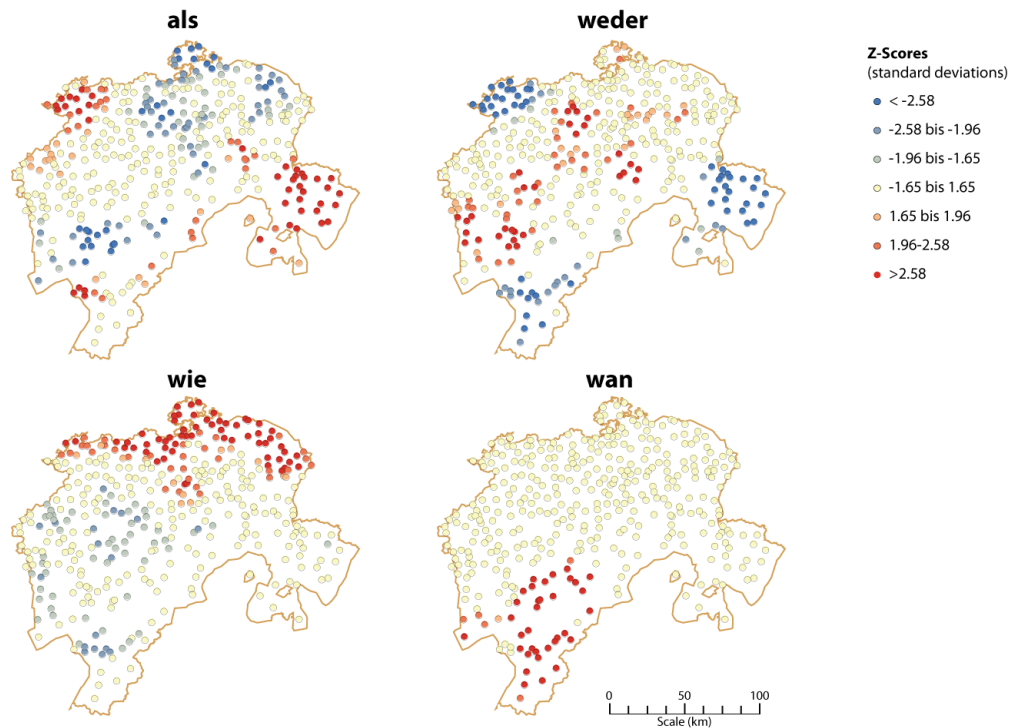 als
weder
Z-Scores
(standard deviations)
< -2.58
-2.58 bis -1.96
-1.96 bis -1.65
-1.65 bis 1.65
1.65 bis 1.96
1.96-2.58
>2.58
wie
wan
0 50 100
Scale (km)